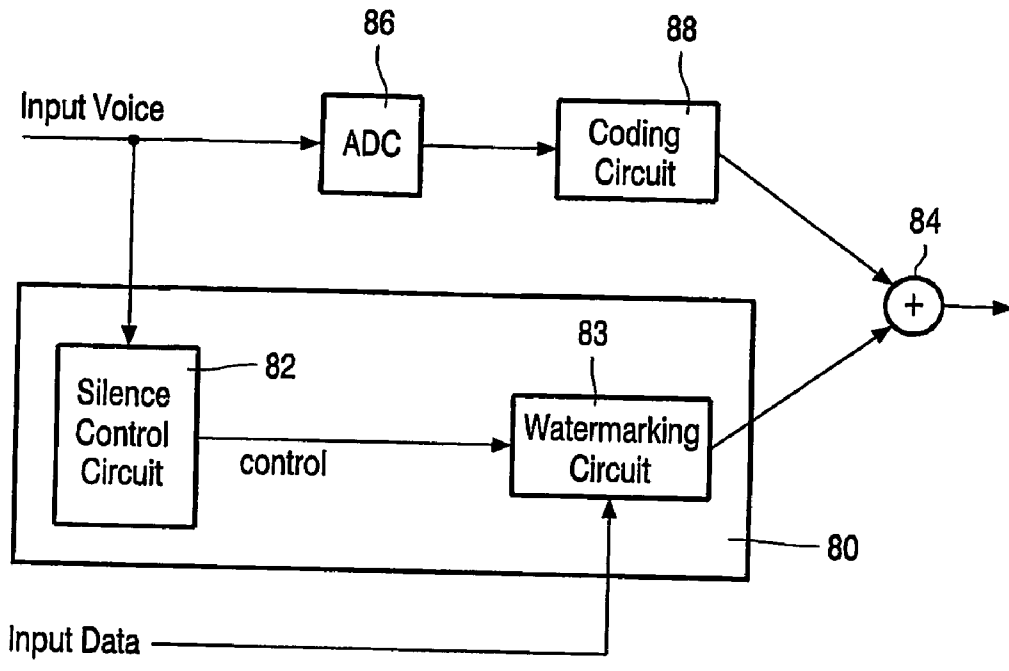 86
88
Input Voice
ADC
Coding
Circuit
84
+
82
83
Silence
Control
Circuit
control
Watermarking
Circuit
80
Input Data